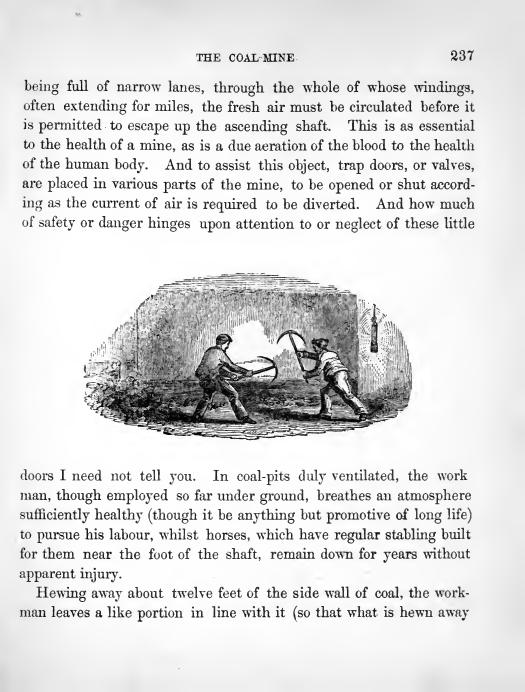 THE COAL-MINE. 237
being full of narrow lanes, through the whole of whose windings,
often extending for miles, the fresh air must be circulated before it
is permitted to escape up the ascending shaft. This is as essential
to the health of a mine, as is a due aeration of the blood to the health
of the human body. And to assist this object, trap doors, or valves,
are placed in various parts of the mine, to be opened or shut accord-
ing as the current of air is required to be diverted. And how much
of safety or danger hinges upon attention to or neglect of these little
doors I need not tell you. In coal-pits duly ventilated, the work
man, though employed so far under ground, breathes an atmosphere
sufficiently healthy (though it be anything but promotive of long life)
to pursue his labour, whilst horses, which have regular stabling built
for them near the foot of the shaft, remain down for years without
apparent injury.
Hewing away about twelve feet of the side wall of coal, the work-
man leaves a like portion in line with it (so that what is hewn away